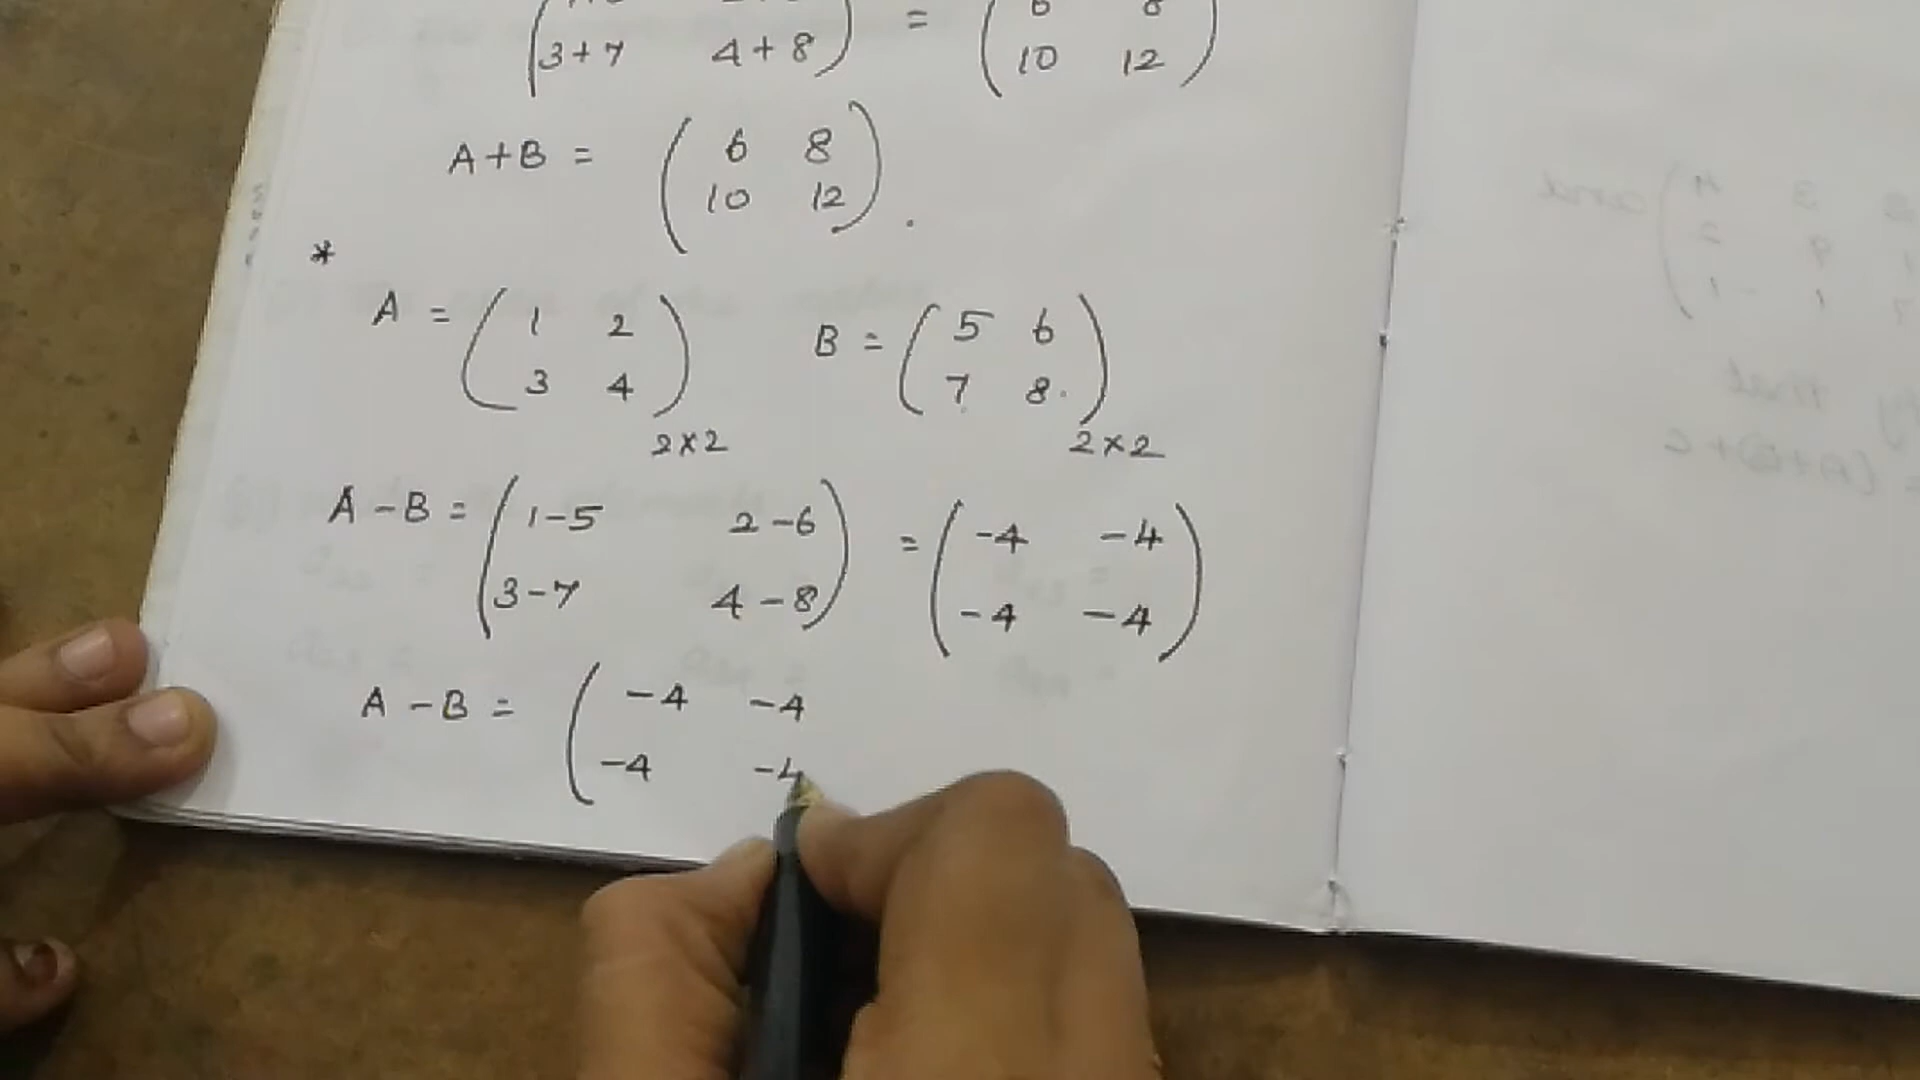 3+7 4+8 = 10 12
A+B = ( 6 8
10 12 ) .
*
A = ( 1 2 B = ( 5 6
3 4 ) 7 8 )
2×2 2×2
A - B = ( 1-5 2-6 = ( -4 -4
3-7 4-8 ) -4 -4 )
A - B = ( -4 -4
-4 -4